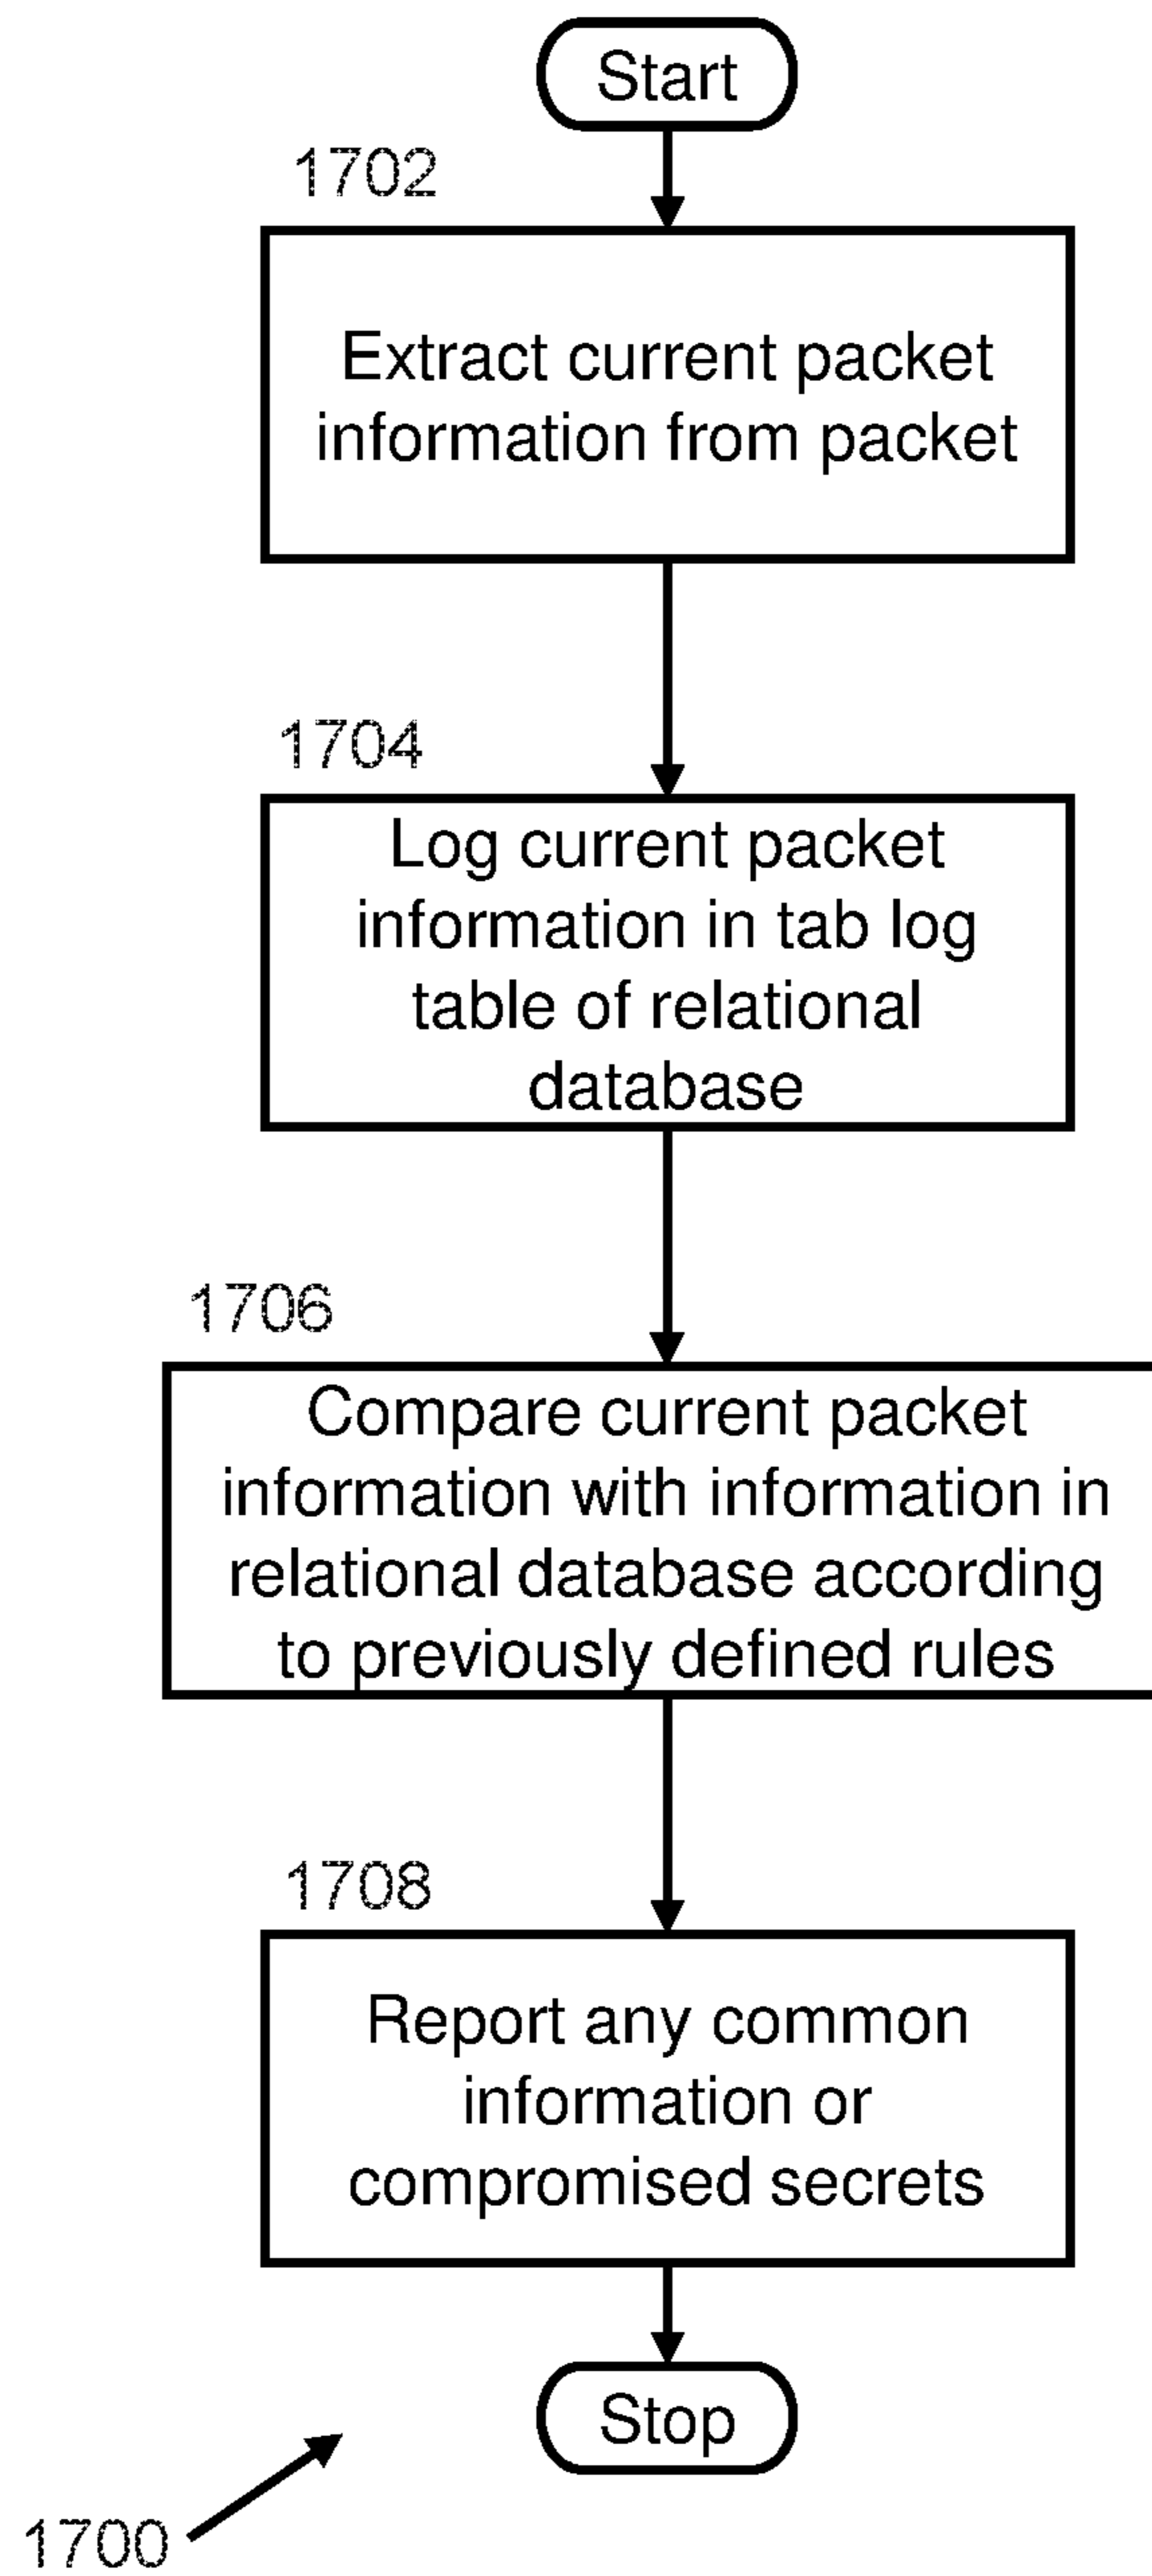 Start
1702
Extract current packet
information from packet
1704
Log current packet
information in tab log
table of relational
database
1706
Compare current packet
information with information in
relational database according
to previously defined rules
1708
Report any common
information or
compromised secrets
Stop
1700